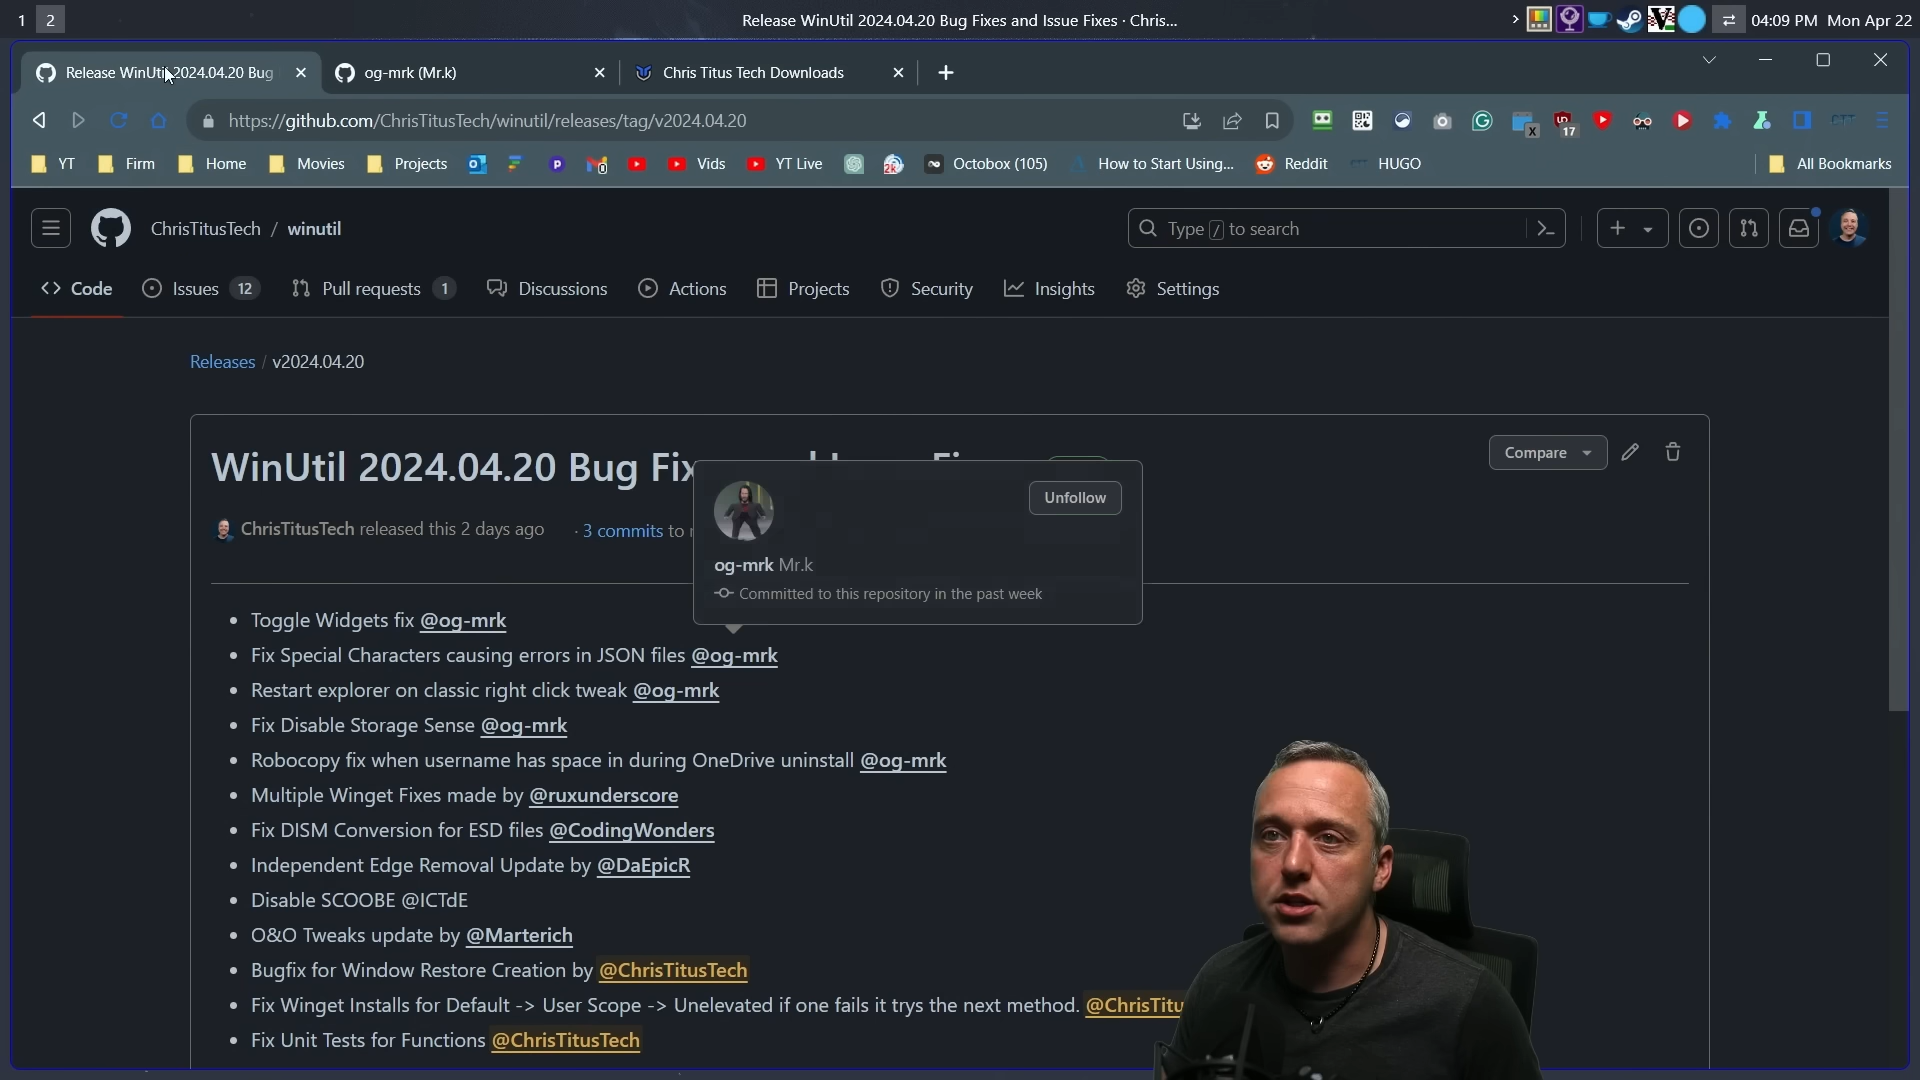 1 2 Release WinUtil 2024.04.20 Bug Fixes and Issue Fixes · Chris... 04:09 PM Mon Apr 22
Release WinUtil 2024.04.20 Bug og-mrk (Mr.k) Chris Titus Tech Downloads
https://github.com/ChrisTitusTech/winutil/releases/tag/v2024.04.20 X 17 CTT
YT Firm Home Movies Projects Vids YT Live Octobox (105) How to Start Using... Reddit HUGO All Bookmarks
ChrisTitusTech / winutil Type / to search
Code Issues 12 Pull requests 1 Discussions Actions Projects Security Insights Settings
Releases / v2024.04.20
WinUtil 2024.04.20 Bug Fix Compare
Unfollow
ChrisTitusTech released this 2 days ago · 3 commits to
og-mrk Mr.k
Committed to this repository in the past week
• Toggle Widgets fix @og-mrk
• Fix Special Characters causing errors in JSON files @og-mrk
• Restart explorer on classic right click tweak @og-mrk
• Fix Disable Storage Sense @og-mrk
• Robocopy fix when username has space in during OneDrive uninstall @og-mrk
• Multiple Winget Fixes made by @ruxunderscore
• Fix DISM Conversion for ESD files @CodingWonders
• Independent Edge Removal Update by @DaEpicR
• Disable SCOOBE @ICTdE
• O&O Tweaks update by @Marterich
• Bugfix for Window Restore Creation by @ChrisTitusTech
• Fix Winget Installs for Default -> User Scope -> Unelevated if one fails it trys the next method. @ChrisTitu
• Fix Unit Tests for Functions @ChrisTitusTech